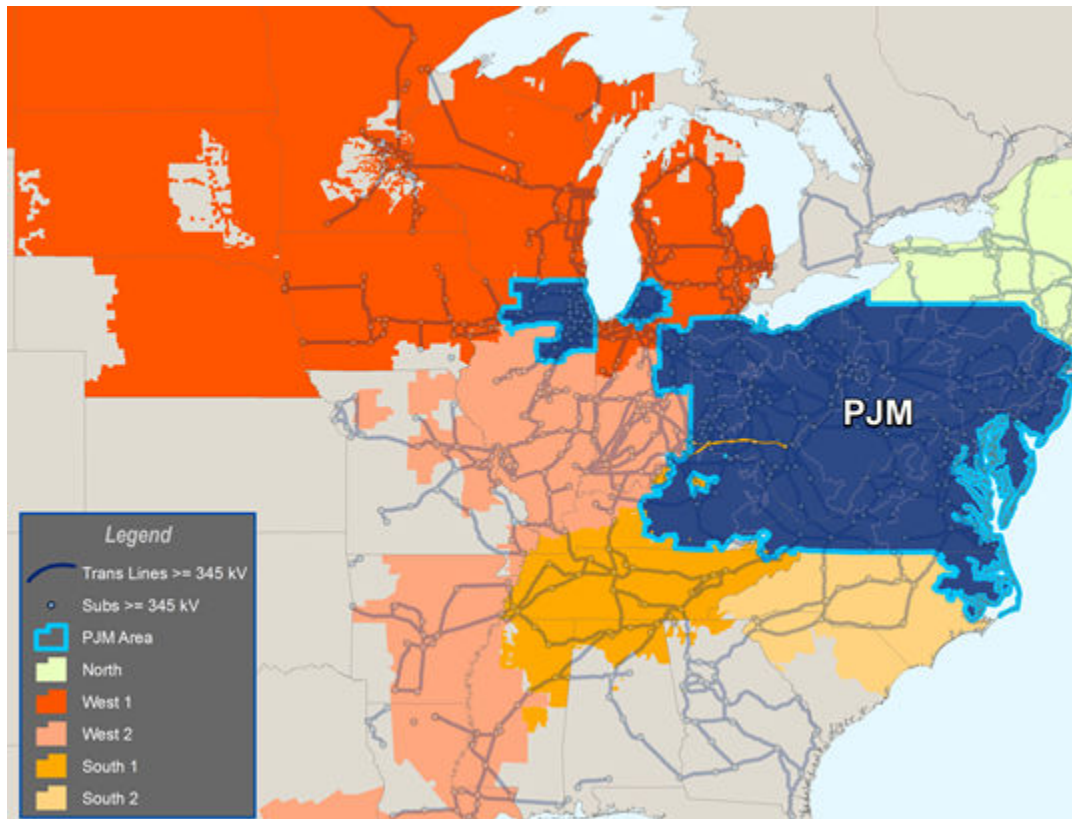 PJM
Legend
Trans Lines >= 345 kV
Subs >= 345 kV
PJM Area
North
West 1
West 2
South 1
South 2